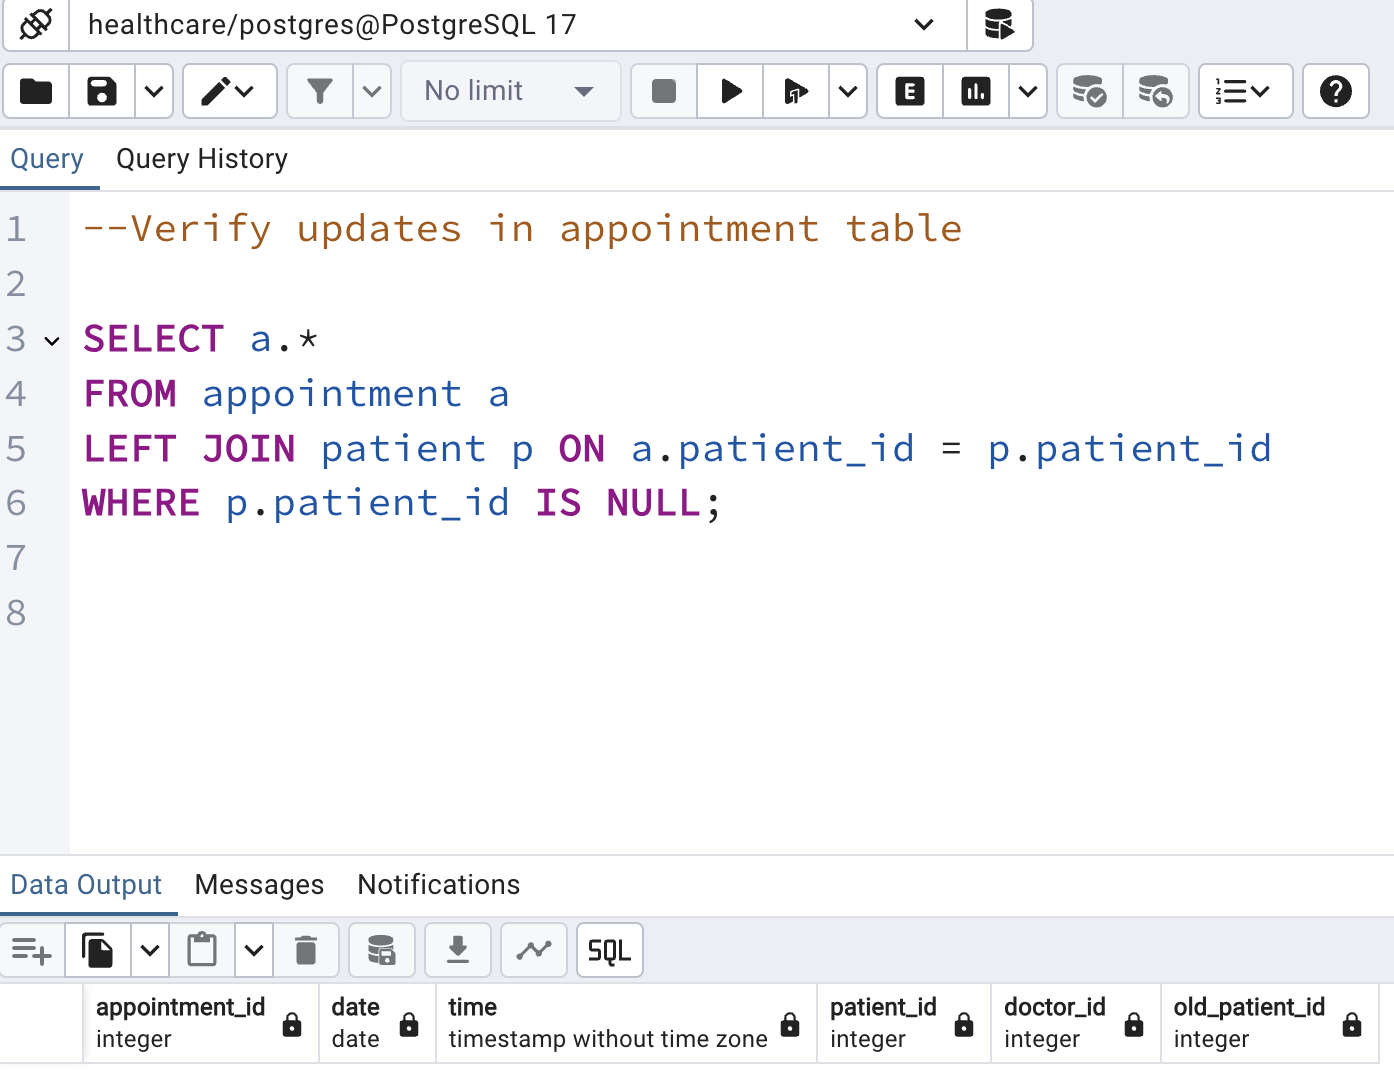 healthcare/postgres@PostgreSQL 17
No limit
E
Query Query History
1 --Verify updates in appointment table
2
3 SELECT a.*
4 FROM appointment a
5 LEFT JOIN patient p ON a.patient_id = p.patient_id
6 WHERE p.patient_id IS NULL;
7
8
Data Output Messages Notifications
SQL
appointment_id date time patient_id doctor_id old_patient_id
integer date timestamp without time zone integer integer integer